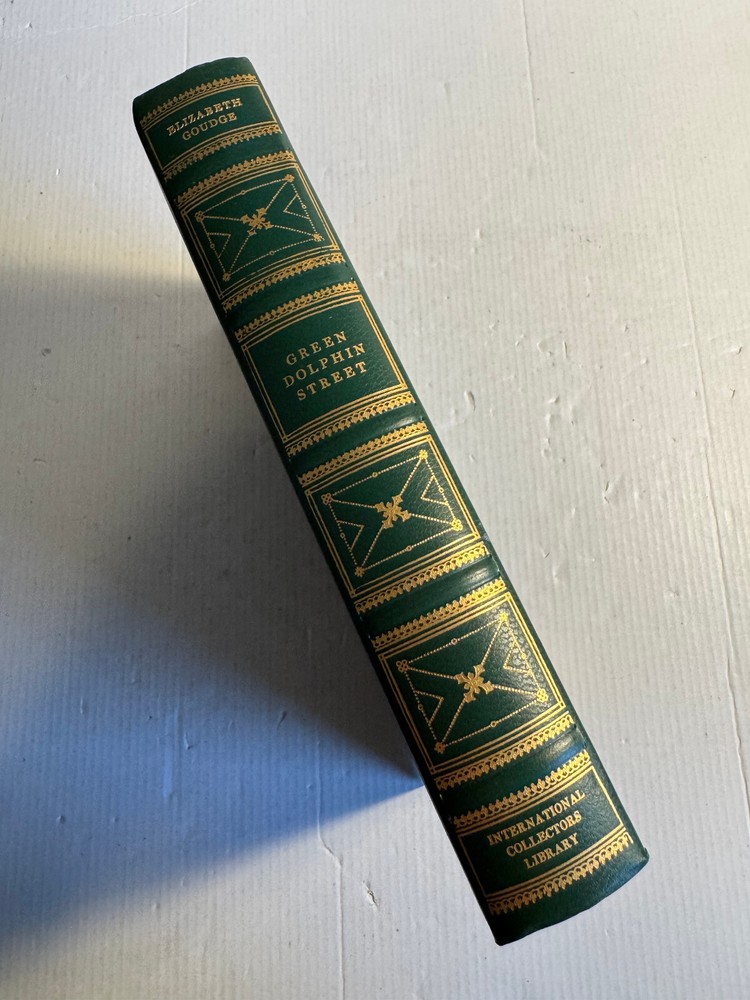 ELIZABETH
GOUDGE
GREEN
DOLPHIN
STREET
INTERNATIONAL
COLLECTORS
LIBRARY